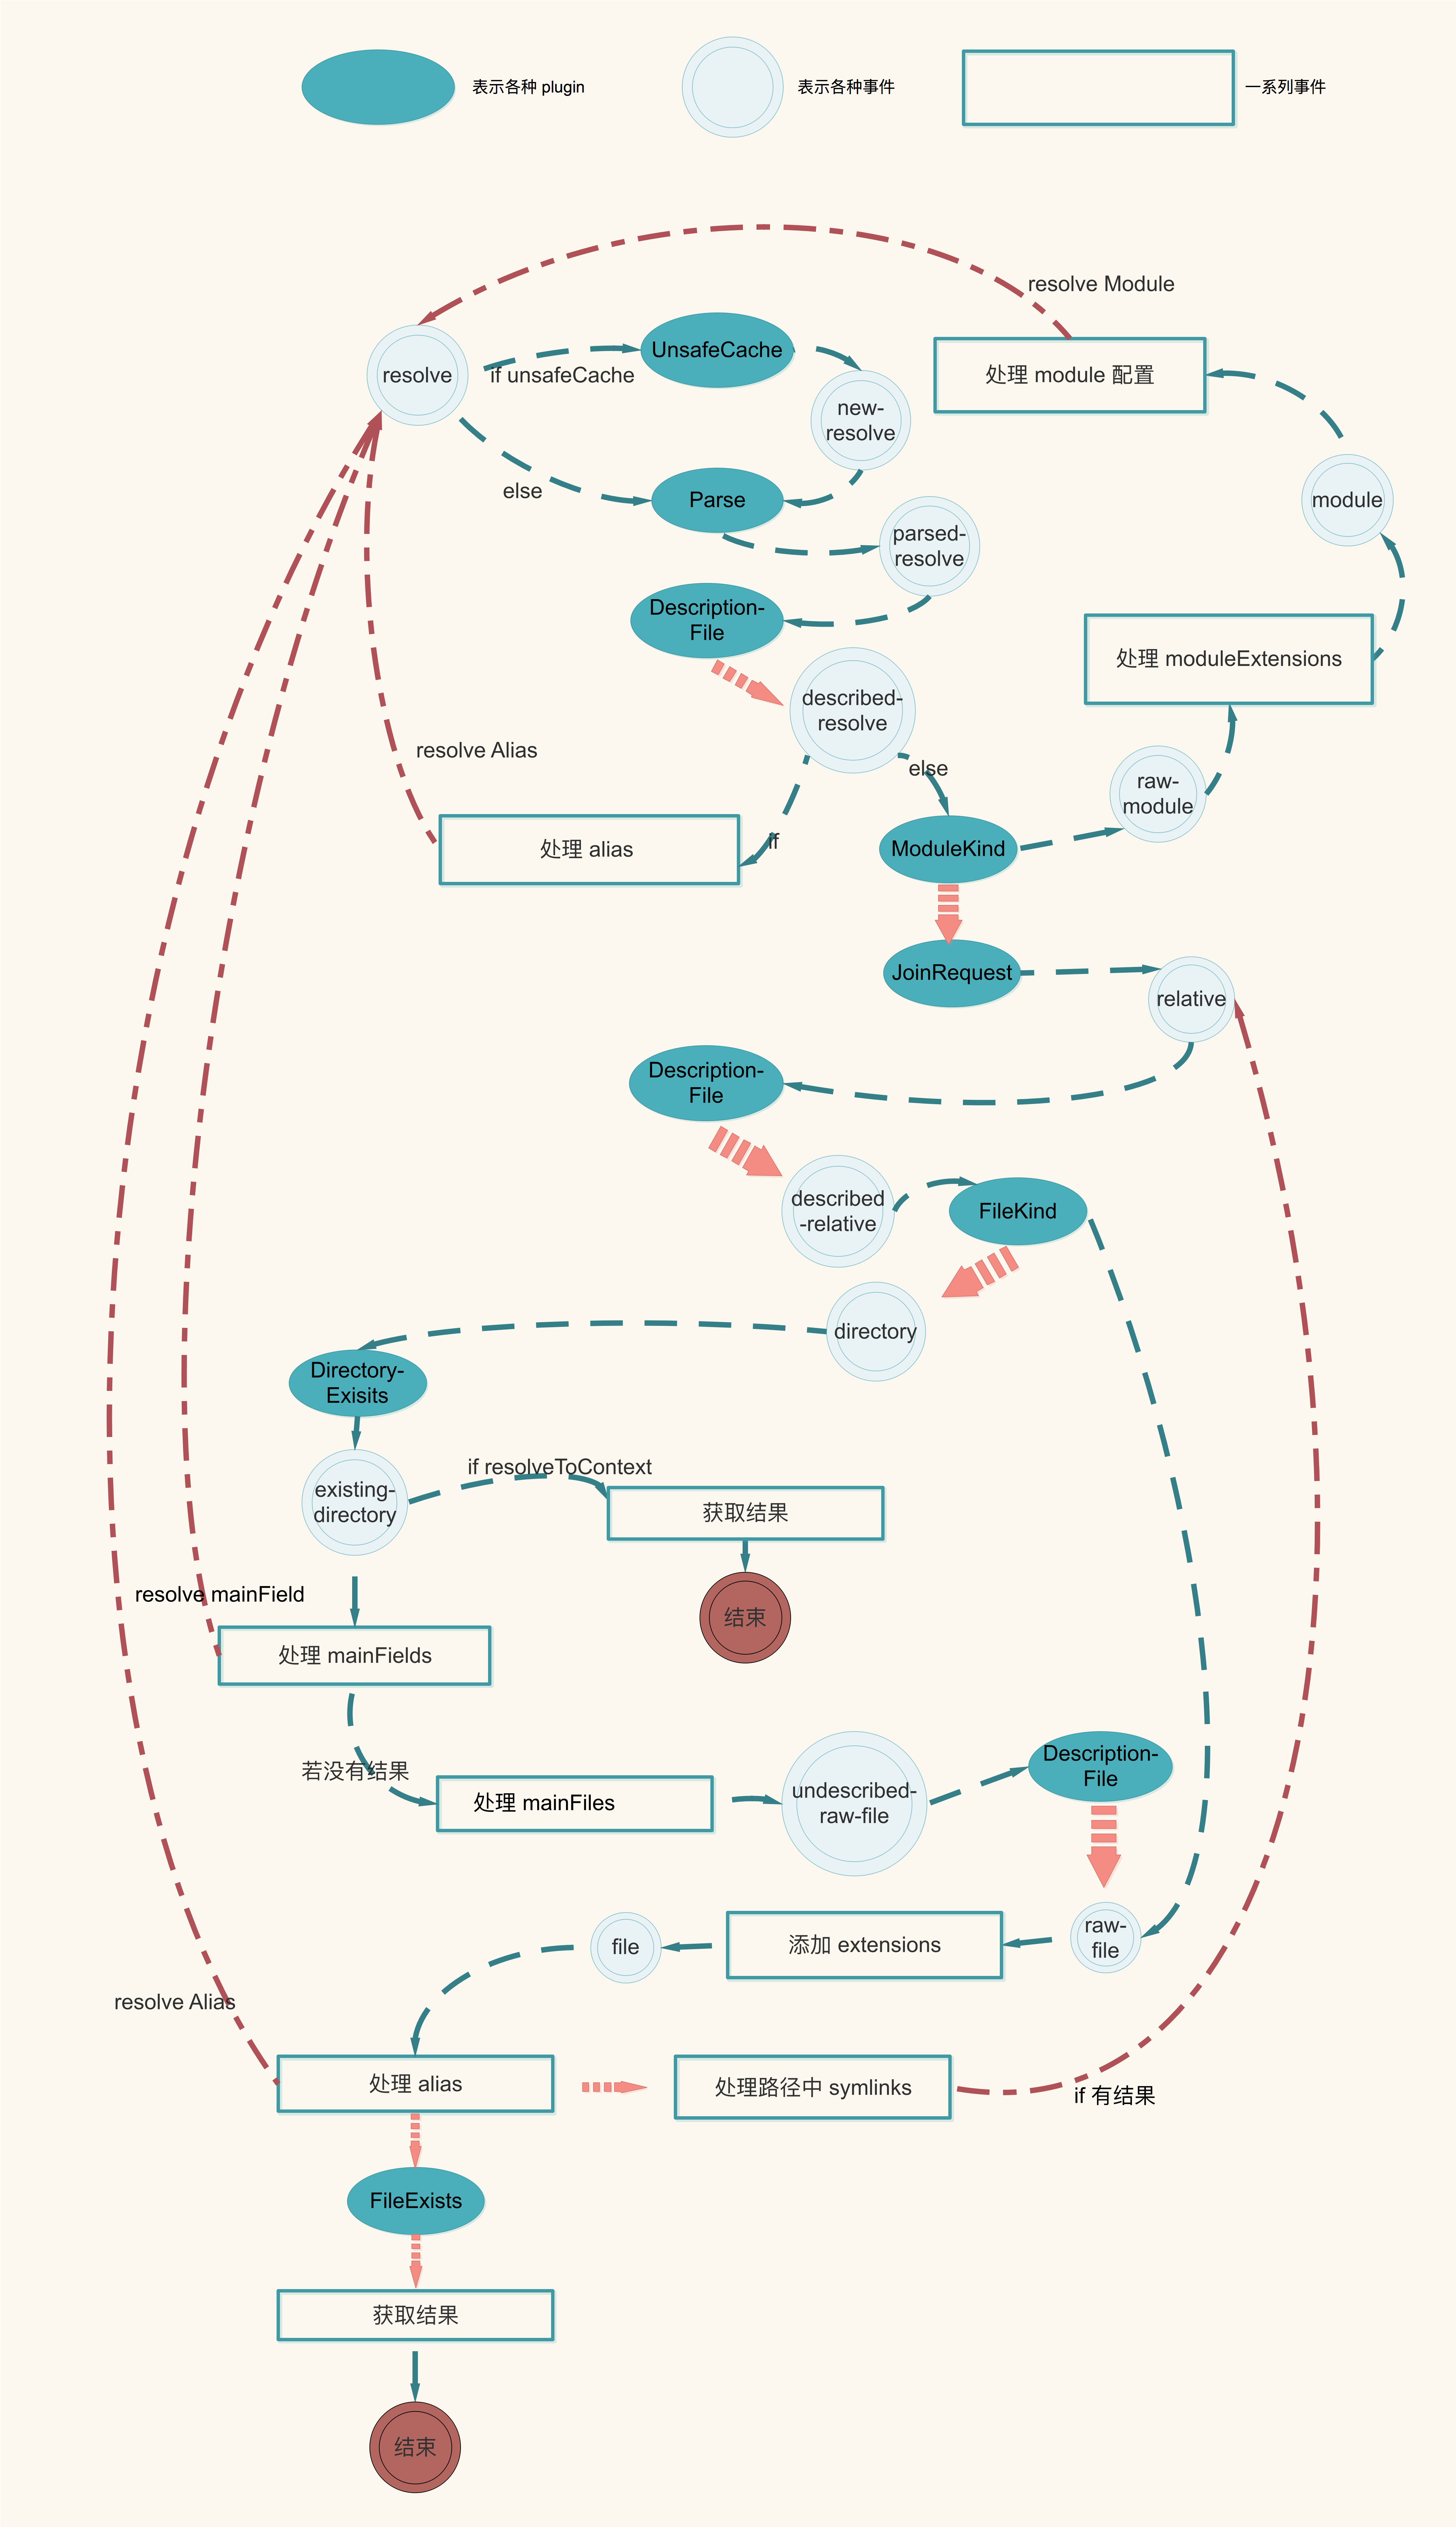 表示各种 plugin
表示各种事件
一系列事件
resolve Module
resolve
if unsafeCache
UnsafeCache
处理 module 配置
new-
resolve
else
Parse
module
parsed-
resolve
Description-
File
处理 moduleExtensions
described-
resolve
resolve Alias
else
raw-
module
处理 alias
if
ModuleKind
JoinRequest
relative
Description-
File
described
-relative
FileKind
directory
Directory-
Exisits
if resolveToContext
existing-
directory
获取结果
resolve mainField
结束
处理 mainFields
若没有结果
处理 mainFiles
undescribed-
raw-file
Description-
File
raw-
file
添加 extensions
file
resolve Alias
处理 alias
处理路径中 symlinks
if 有结果
FileExists
获取结果
结束